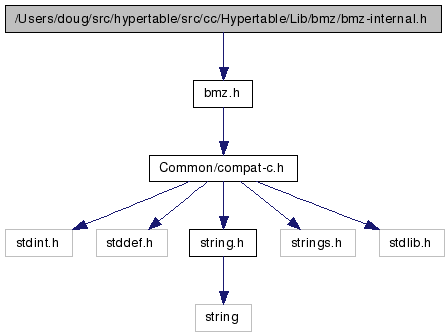 /Users/doug/src/hypertable/src/cc/Hypertable/Lib/bmz/bmz-internal.h
bmz.h
Common/compat-c.h
stdint.h
stddef.h
string.h
strings.h
stdlib.h
string